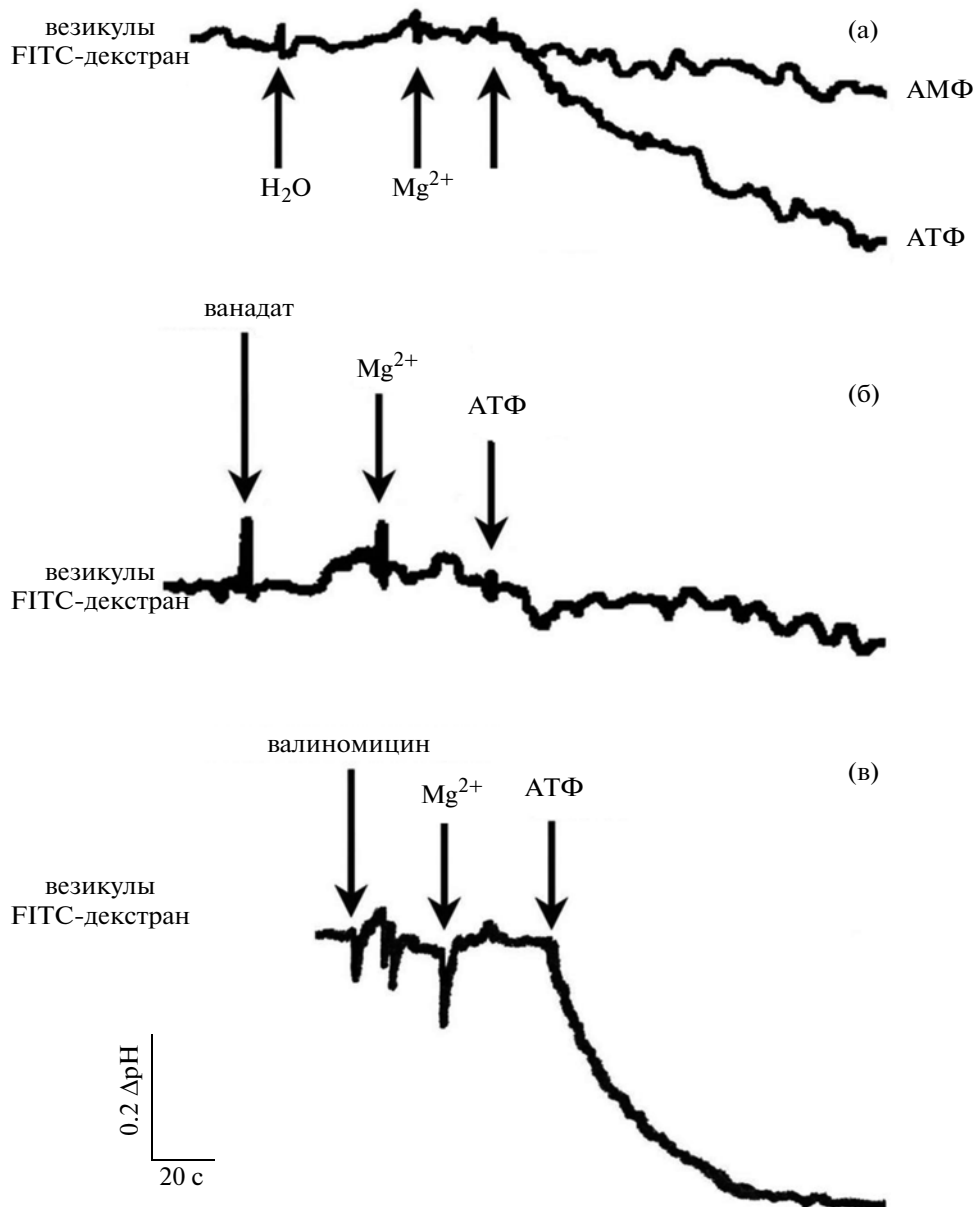 везикулы
FITC-декстран
(а)
АМФ
H₂O
Mg²⁺
АТФ
ванадат
Mg²⁺
АТФ
(б)
везикулы
FITC-декстран
валиномицин
Mg²⁺
АТФ
(в)
везикулы
FITC-декстран
0.2 ΔpH
20 с